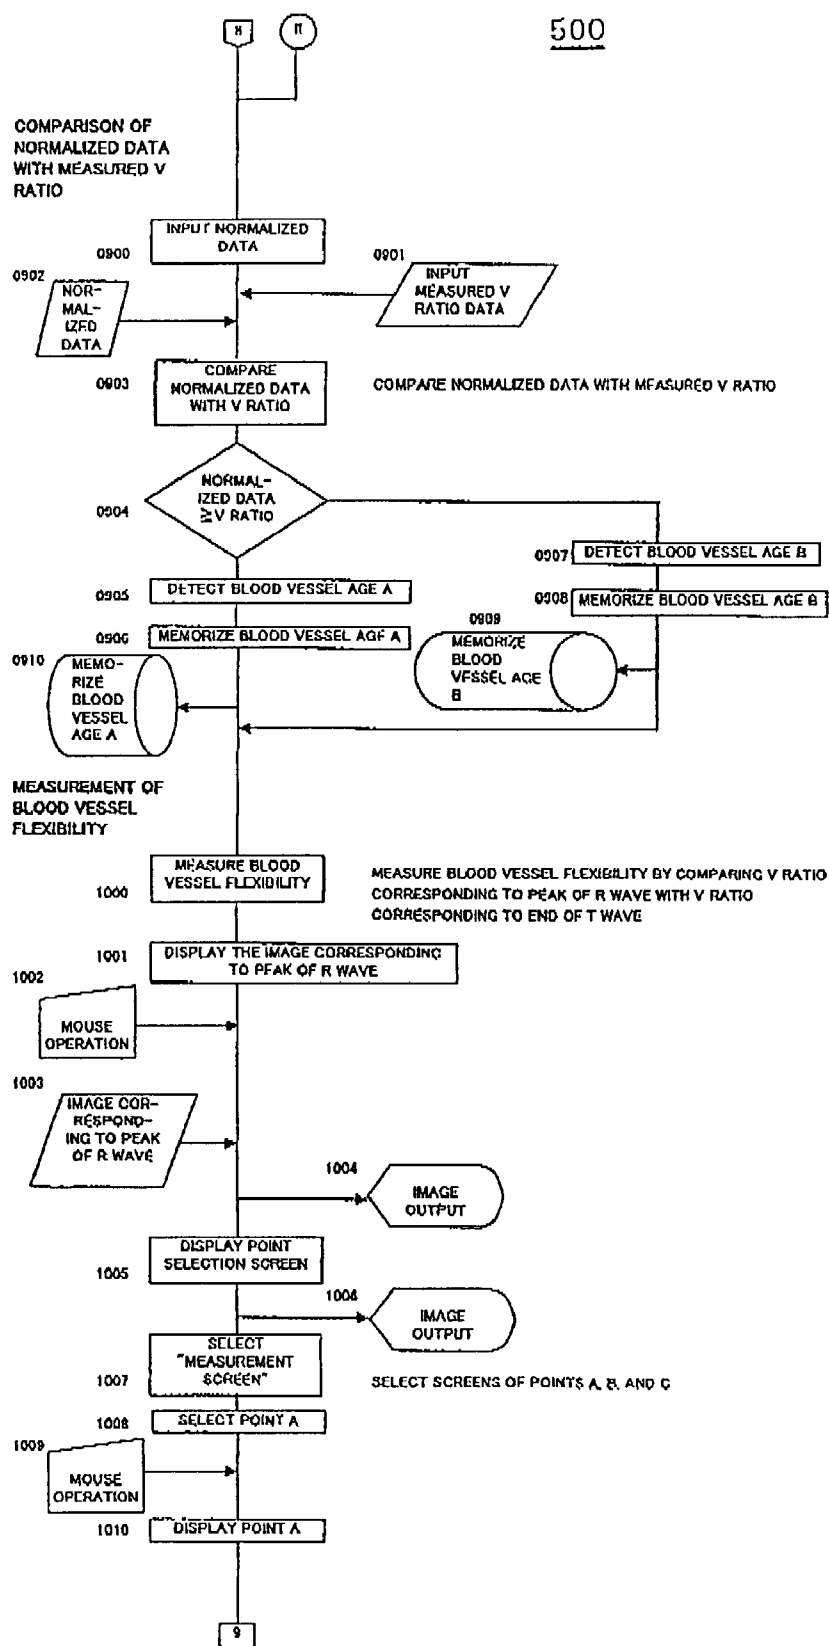 500
COMPARISON OF
NORMALIZED DATA
WITH MEASURED V
RATIO
0900
INPUT NORMALIZED
DATA
0901
INPUT
MEASURED V
RATIO DATA
0902
NOR-
MAL-
IZED
DATA
0903
COMPARE
NORMALIZED DATA
WITH V RATIO
COMPARE NORMALIZED DATA WITH MEASURED V RATIO
0904
NORMAL-
IZED DATA
≧V RATIO
0905
DETECT BLOOD VESSEL AGE A
0907
DETECT BLOOD VESSEL AGE B
0906
MEMORIZE BLOOD VESSEL AGE A
0908
MEMORIZE BLOOD VESSEL AGE B
0909
MEMORIZE
BLOOD
VESSEL AGE
B
0910
MEMO-
RIZE
BLOOD
VESSEL
AGE A
MEASUREMENT OF
BLOOD VESSEL
FLEXIBILITY
1000
MEASURE BLOOD
VESSEL FLEXIBILITY
MEASURE BLOOD VESSEL FLEXIBILITY BY COMPARING V RATIO
CORRESPONDING TO PEAK OF R WAVE WITH V RATIO
CORRESPONDING TO END OF T WAVE
1001
DISPLAY THE IMAGE CORRESPONDING
TO PEAK OF R WAVE
1002
MOUSE
OPERATION
1003
IMAGE COR-
RESPOND-
ING TO PEAK
OF R WAVE
1004
IMAGE
OUTPUT
1005
DISPLAY POINT
SELECTION SCREEN
1006
IMAGE
OUTPUT
1007
SELECT
"MEASUREMENT
SCREEN"
SELECT SCREENS OF POINTS A, B, AND C
1008
SELECT POINT A
1009
MOUSE
OPERATION
1010
DISPLAY POINT A
9